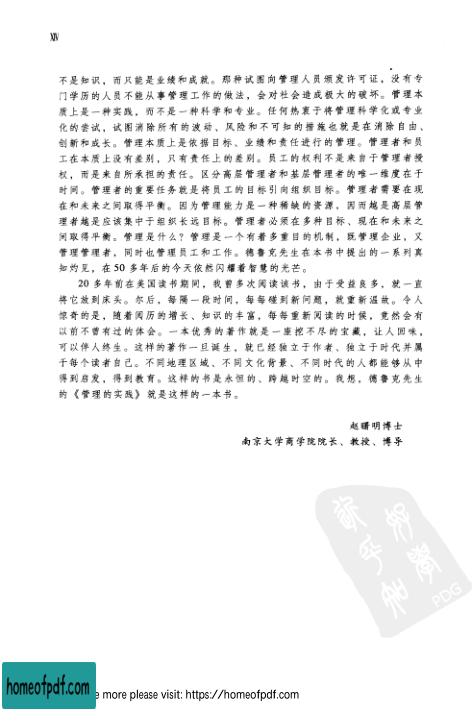 XIV
不是知识，而只能是业绩和成就。那种试图向管理人员颁发许可证，没有专
门学历的人员不能从事管理工作的做法，会对社会造成极大的破坏。管理本
质上是一种实践，而不是一种科学和专业。任何热衷于将管理科学化或专业
化的尝试，试图消除所有的波动、风险和不可知的措施也就是在消除自由、
创新和成长。管理本质上是依据目标、业绩和责任进行的管理。管理者和员
工在本质上没有差别，只有责任上的差别。员工的权利不是来自于管理者授
权，而是来自所承担的责任。区分高层管理者和基层管理者的唯一维度在于
时间。管理者的重要任务就是将员工的目标引向组织目标。管理者需要在现
在和未来之间取得平衡。因为管理能力是一种稀缺的资源，因而越是高层管
理者越是应该集中于组织长远目标。管理者必须在多种目标、现在和未来之
间取得平衡。管理是什么？管理是一个有着多重目的机制，既管理企业，又
管理管理者，同时也管理员工和工作。德鲁克先生在本书中提出的一系列真
知灼见，在 50 多年后的今天依然闪耀着智慧的光芒。
20 多年前在美国读书期间，我曾多次阅读该书，由于受益良多，就一直
将它放到床头。尔后，每隔一段时间，每每碰到新问题，就重新温故。令人
惊奇的是，随着阅历的增长、知识的丰富，每每重新阅读的时候，竟然会有
以前不曾有过的体会。一本优秀的著作就是一座挖不尽的宝藏，让人回味，
可以伴人终生。这样的著作一旦诞生，就已经独立于作者、独立于时代并属
于每个读者自己。不同地理区域、不同文化背景、不同时代的人都能够从中
得到启发，得到教育。这样的书是永恒的、跨越时空的。我想，德鲁克先生
的《管理的实践》就是这样的一本书。
赵曙明博士
南京大学商学院院长、教授、博导
PDG
homeofpdf.com
e more please visit: https://homeofpdf.com